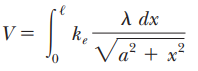 V = ∫₀^ℓ kₑ λ dx / √(a² + x²)